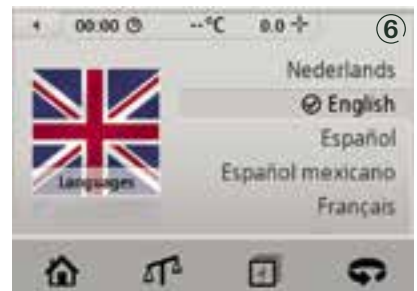 00:00 --°C 0.0 ⑥
Nederlands
English
Español
Español mexicano
Français
Languages